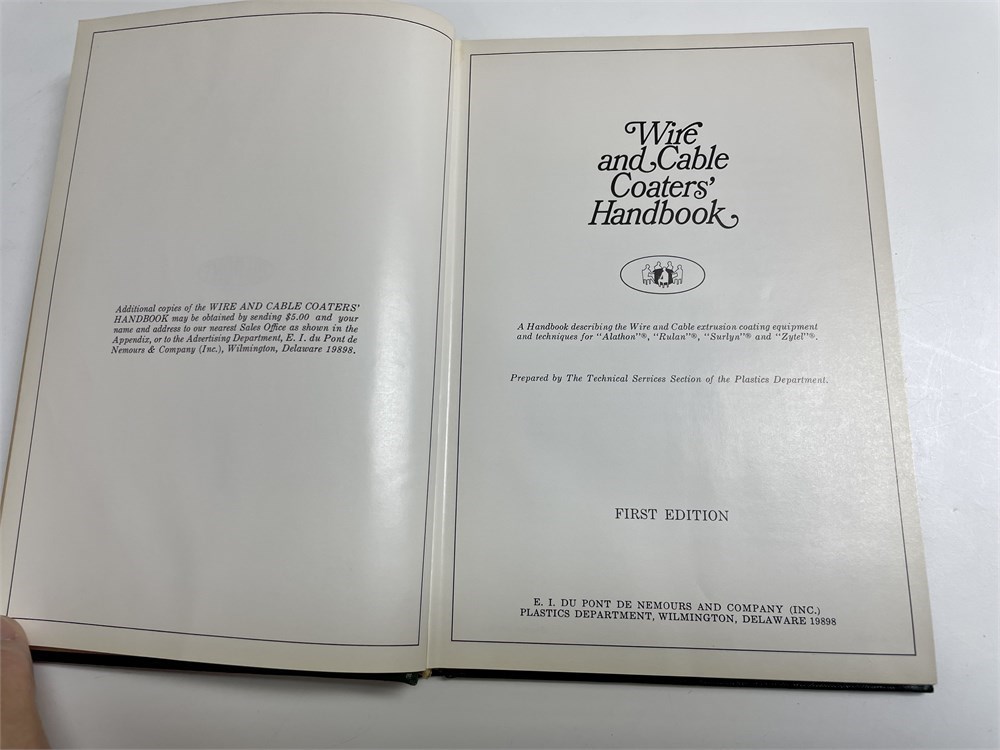 Additional copies of the WIRE AND CABLE COATERS'
HANDBOOK may be obtained by sending $5.00 and your
name and address to our nearest Sales Office as shown in the
Appendix, or to the Advertising Department, E. I. du Pont de
Nemours & Company (Inc.), Wilmington, Delaware 19898.
Wire
and Cable
Coaters'
Handbook
A Handbook describing the Wire and Cable extrusion coating equipment
and techniques for "Alathon"®, "Rulan"®, "Surlyn"® and "Zytel"®.
Prepared by The Technical Services Section of the Plastics Department.
FIRST EDITION
E. I. DU PONT DE NEMOURS AND COMPANY (INC.)
PLASTICS DEPARTMENT, WILMINGTON, DELAWARE 19898